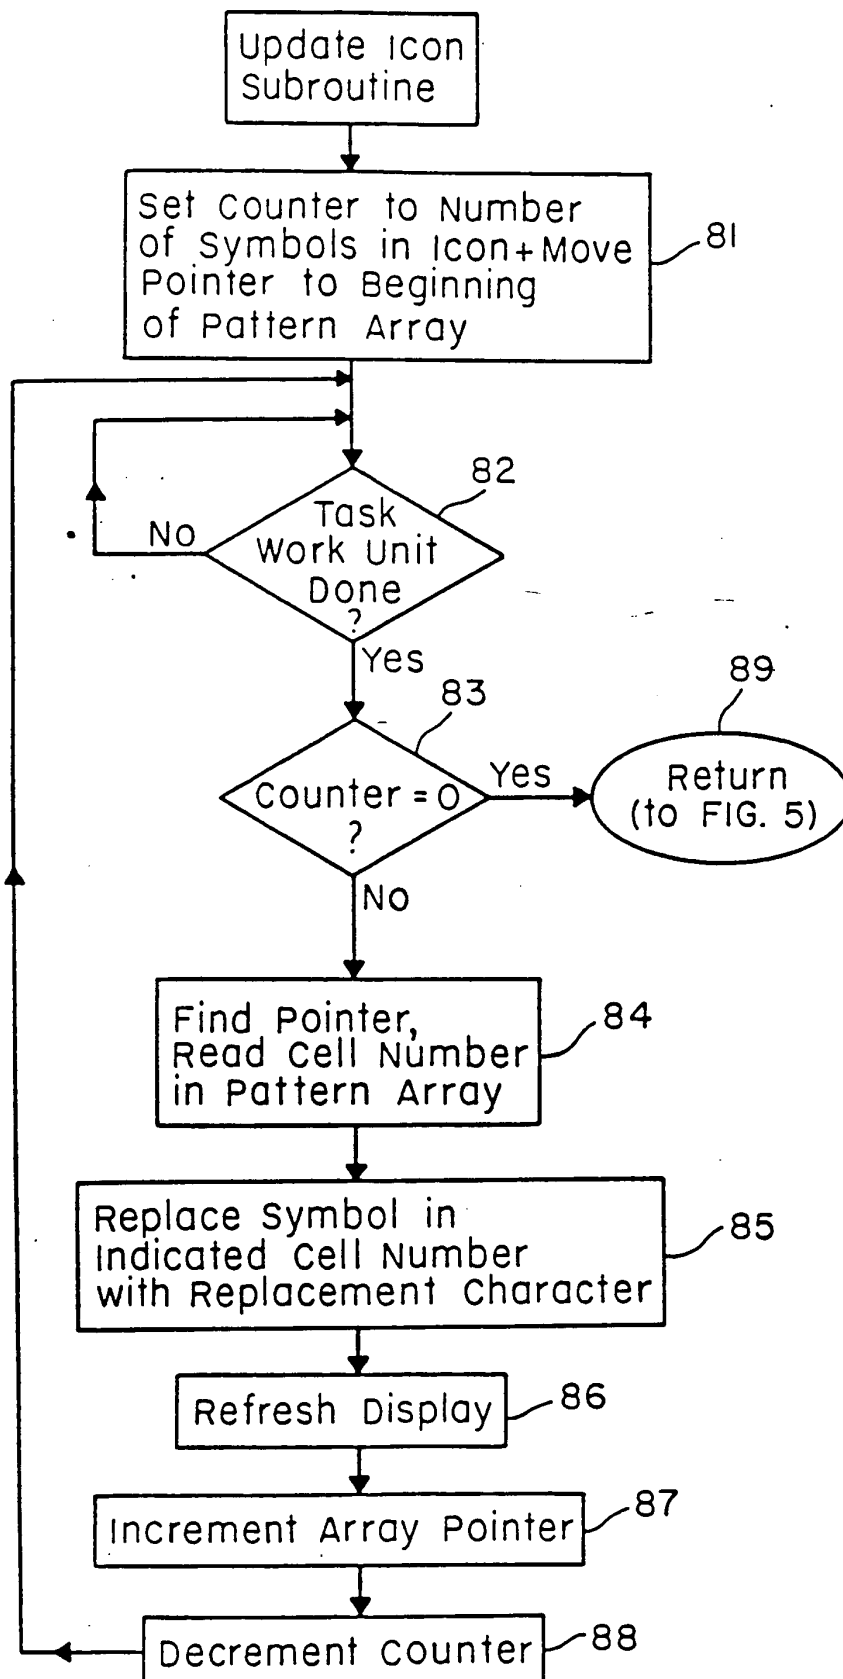 Update Icon
Subroutine
Set Counter to Number
of Symbols in Icon+Move
Pointer to Beginning
of Pattern Array
81
82
Task
Work Unit
Done
?
No
Yes
83
Counter = 0
?
Yes
89
Return
(to FIG. 5)
No
Find Pointer,
Read Cell Number
in Pattern Array
84
Replace Symbol in
Indicated Cell Number
with Replacement Character
85
Refresh Display
86
Increment Array Pointer
87
Decrement Counter
88